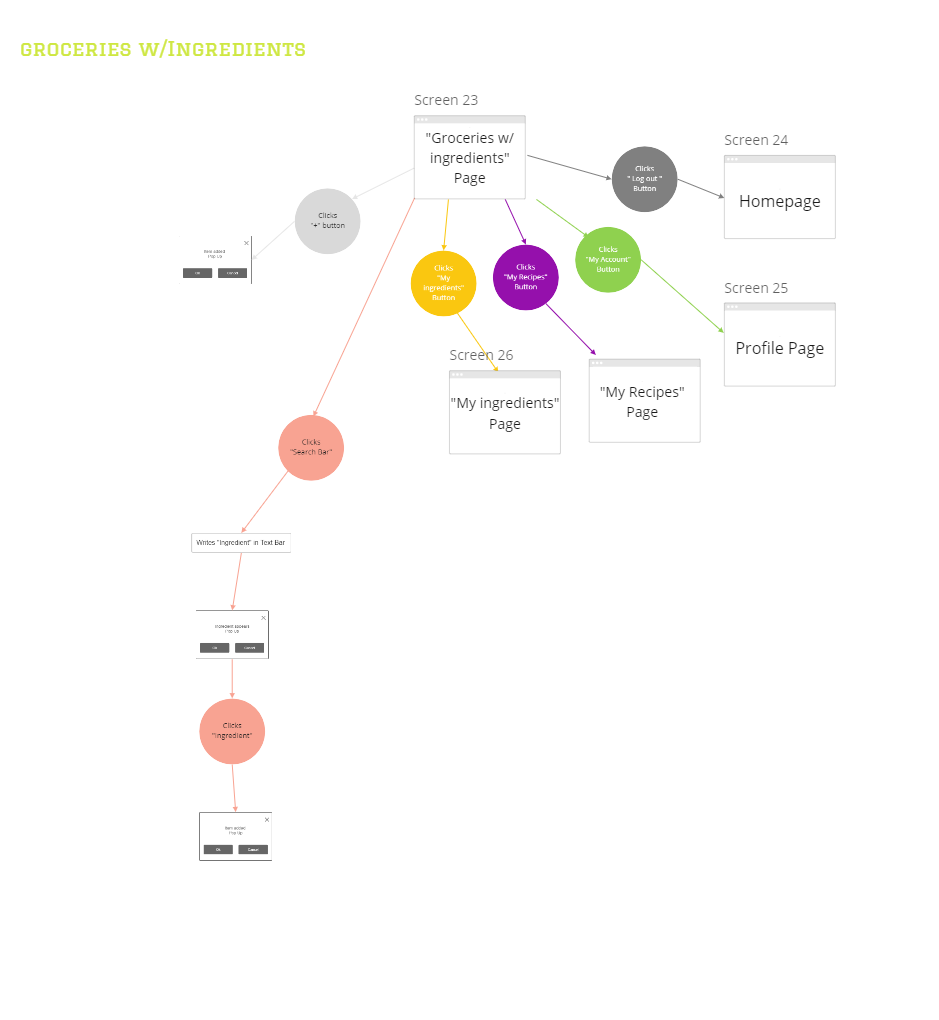 GROCERIES W/INGREDIENTS
Screen 23
"Groceries w/
ingredients"
Page
Screen 24
Homepage
Clicks
" Log out "
Button
Clicks
"+" button
Item added
Pop Up
OK
Cancel
Clicks
"My
Ingredients"
Button
Clicks
"My Recipes"
Button
Clicks
"My Account"
Button
Screen 25
Profile Page
Screen 26
"My ingredients"
Page
"My Recipes"
Page
Clicks
"Search Bar"
Writes "Ingredient" in Text Bar
Ingredient appears
Pop Up
OK
Cancel
Clicks
"Ingredient"
Item added
Pop Up
OK
Cancel